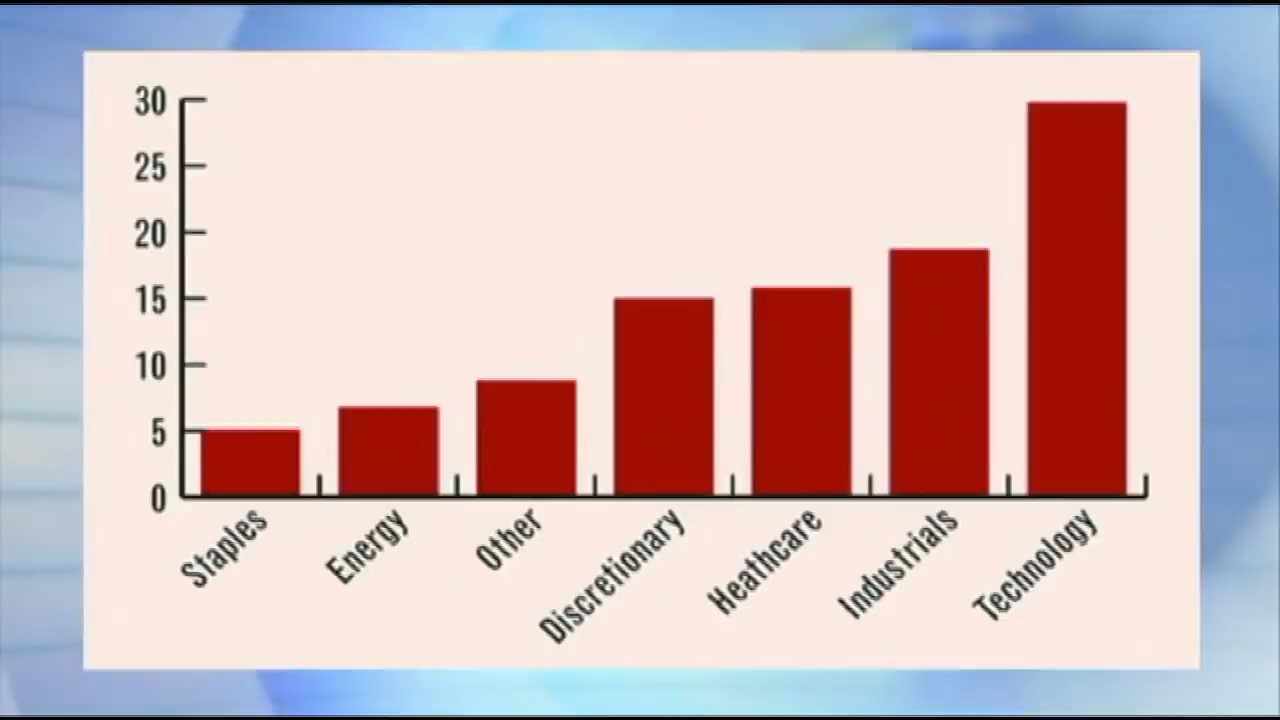 30
25
20
15
10
5
0
Staples
Energy
Other
Discretionary
Heathcare
Industrials
Technology